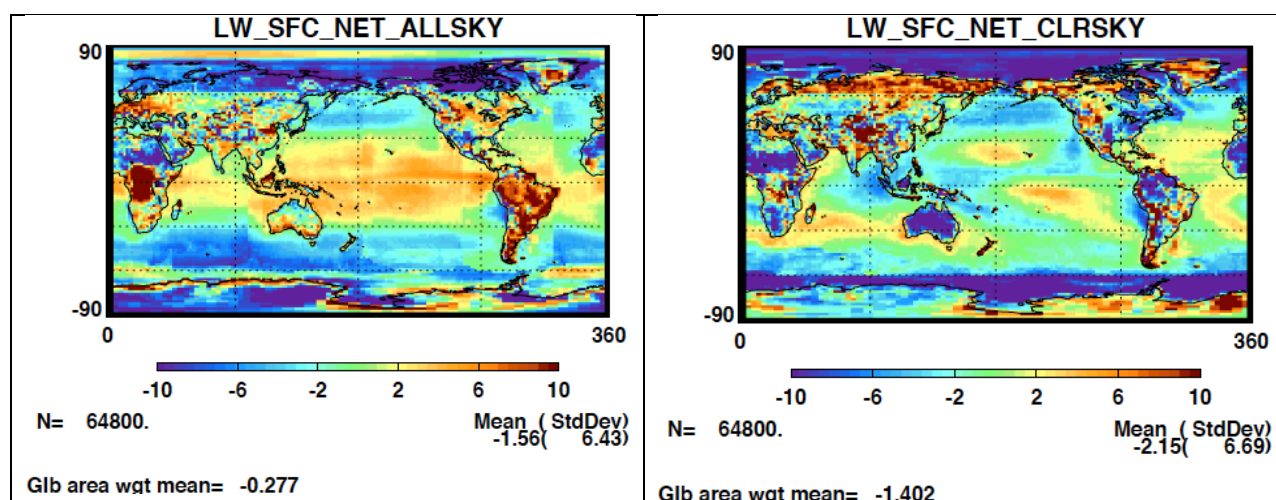 LW_SFC_NET_ALLSKY
90
-90
0
360
-10
-6
-2
2
6
10
N= 64800.
Mean ( StdDev)
-1.56( 6.43)
Glb area wgt mean= -0.277
LW_SFC_NET_CLRSKY
90
-90
0
360
-10
-6
-2
2
6
10
N= 64800.
Mean ( StdDev)
-2.15( 6.69)
Glb area wgt mean= -1.402